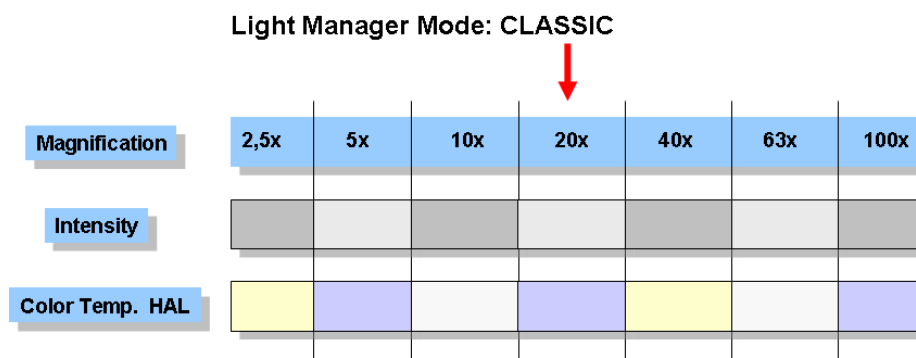 Light Manager Mode: CLASSIC
Magnification 2,5x 5x 10x 20x 40x 63x 100x
Intensity
Color Temp. HAL